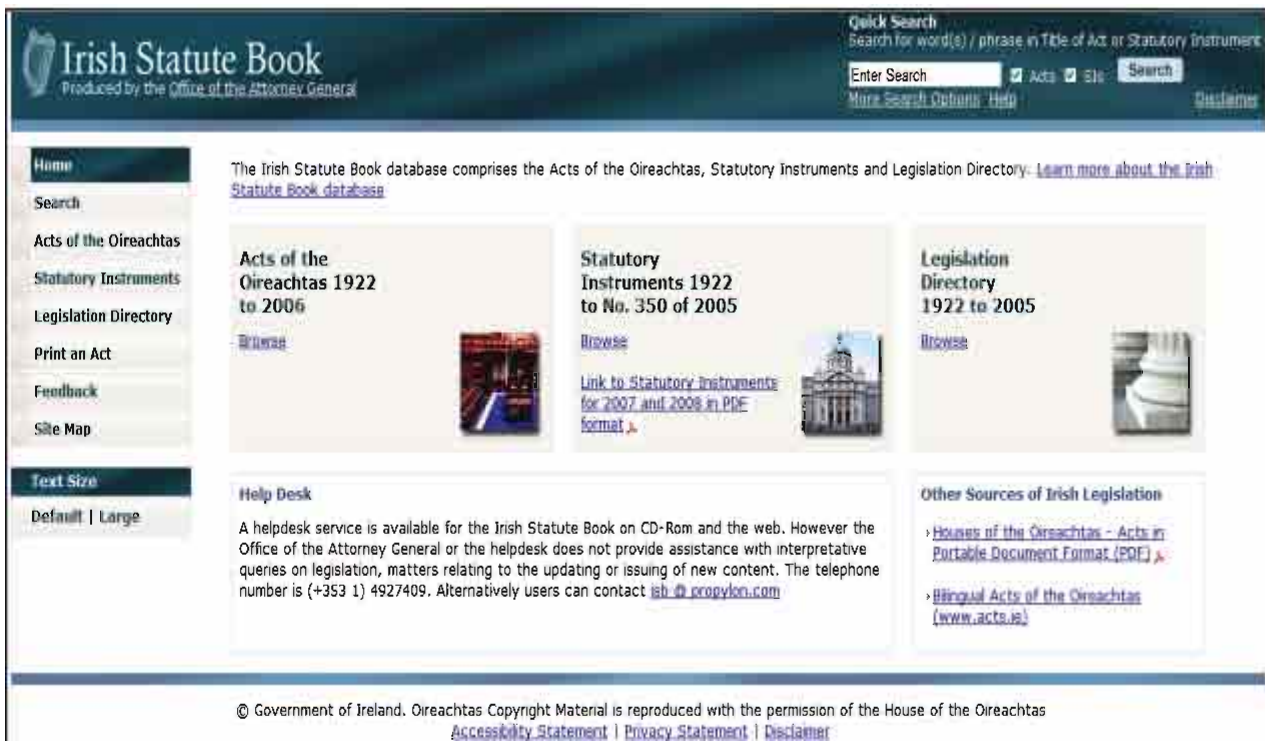 Irish Statute Book
Produced by the Office of the Attorney General
Quick Search
Search for word(s) / phrase in Title of Act or Statutory Instrument
Enter Search
Acts
SIs
Search
More Search Options
Help
Disclaimer
Home
Search
Acts of the Oireachtas
Statutory Instruments
Legislation Directory
Print an Act
Feedback
Site Map
Text Size
Default | Large
The Irish Statute Book database comprises the Acts of the Oireachtas, Statutory Instruments and Legislation Directory. Learn more about the Irish
Statute Book database
Acts of the
Oireachtas 1922
to 2006
Browse
Statutory
Instruments 1922
to No. 350 of 2005
Browse
Link to Statutory Instruments
for 2007 and 2008 in PDF
format
Legislation
Directory
1922 to 2005
Browse
Help Desk
A helpdesk service is available for the Irish Statute Book on CD-Rom and the web. However the
Office of the Attorney General or the helpdesk does not provide assistance with interpretative
queries on legislation, matters relating to the updating or issuing of new content. The telephone
number is (+353 1) 4927409. Alternatively users can contact isb @ propylon.com
Other Sources of Irish Legislation
› Houses of the Oireachtas - Acts in
Portable Document Format (PDF)
› Bilingual Acts of the Oireachtas
(www.acts.ie)
© Government of Ireland. Oireachtas Copyright Material is reproduced with the permission of the House of the Oireachtas
Accessibility Statement | Privacy Statement | Disclaimer